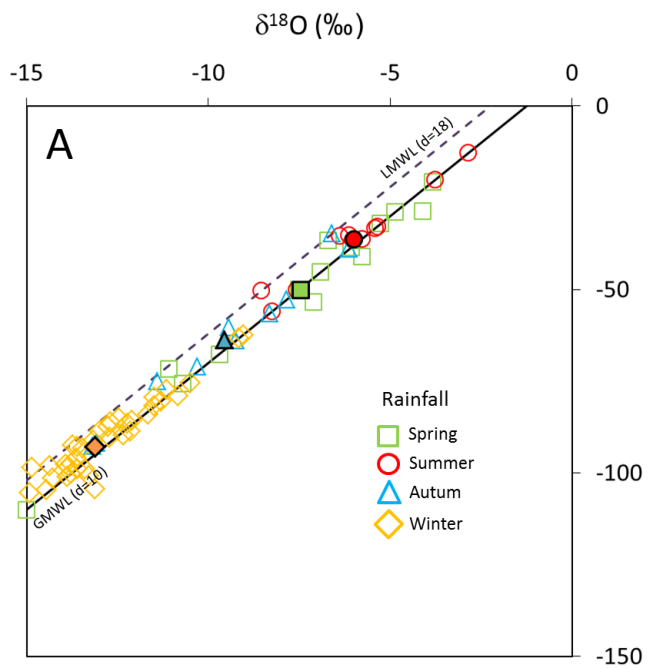 δ¹⁸O (‰)
-15 -10 -5 0
0
A
LMWL (d=18)
-50
Rainfall
Spring
Summer
Autum
Winter
-100
GMWL (d=10)
-150